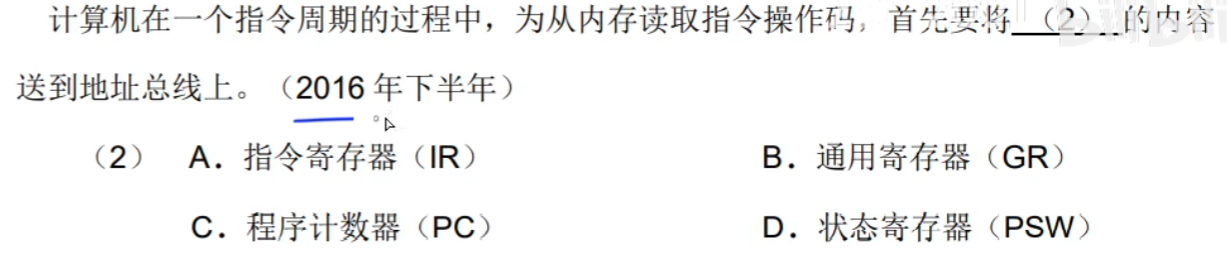 计算机在一个指令周期的过程中，为从内存读取指令操作码，首先要将（2）的内容
送到地址总线上。（2016 年下半年）
（2） A．指令寄存器（IR） B．通用寄存器（GR）
C．程序计数器（PC） D．状态寄存器（PSW）